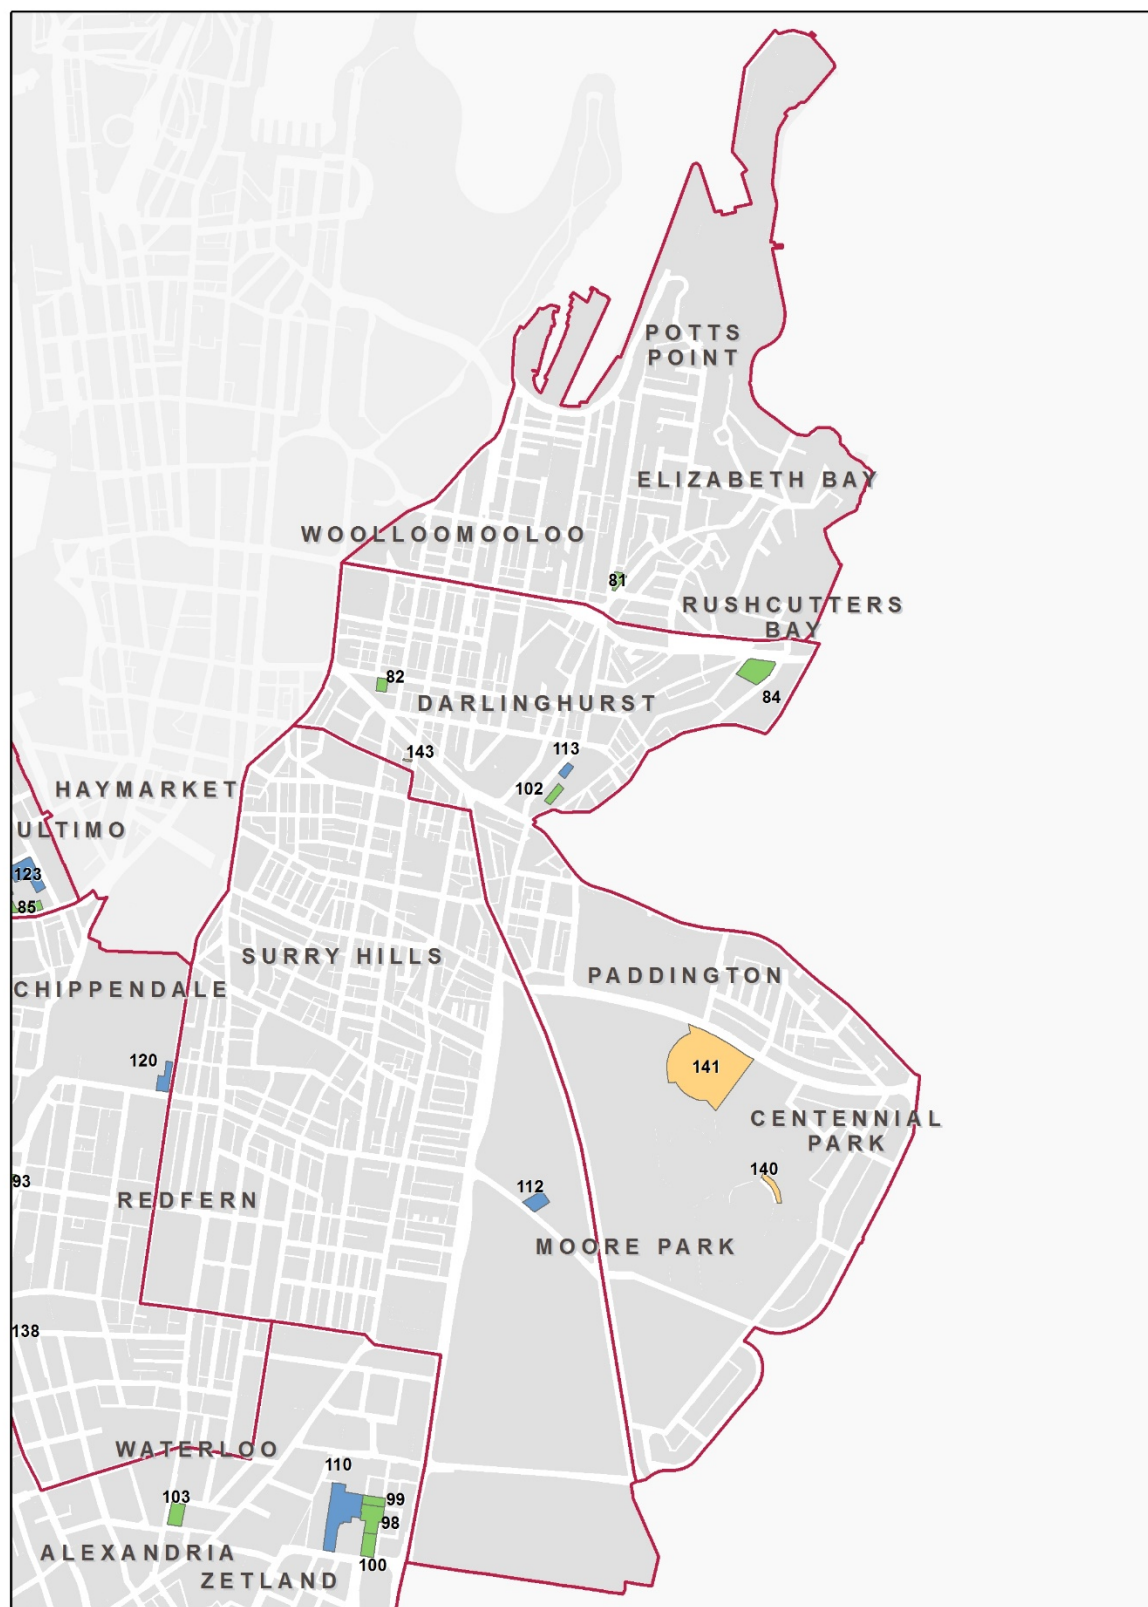 POTTS
POINT
ELIZABETH BAY
WOOLLOOMOOLOO
81
RUSHCUTTERS
BAY
82
84
DARLINGHURST
143
113
102
HAYMARKET
ULTIMO
123
85
SURRY HILLS
PADDINGTON
CHIPPENDALE
120
141
CENTENNIAL
PARK
140
93
112
REDFERN
MOORE PARK
138
WATERLOO
110
103
99
98
100
ALEXANDRIA
ZETLAND